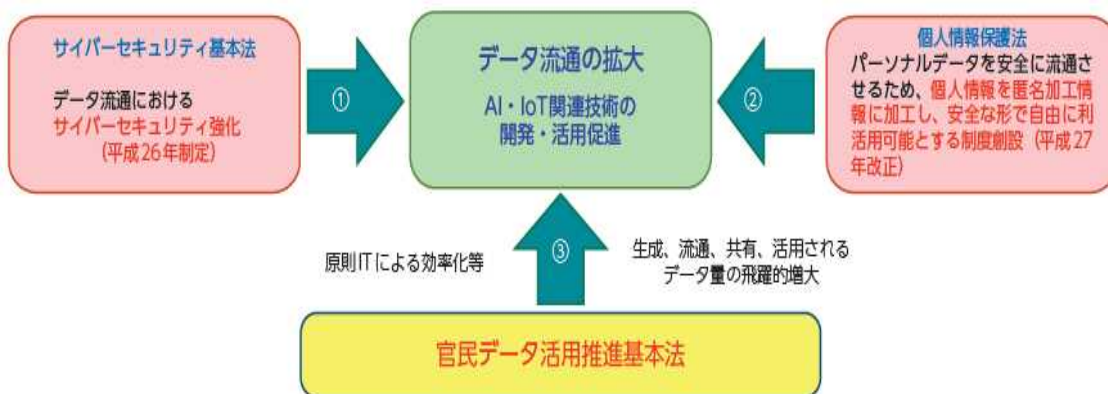 サイバーセキュリティ基本法
データ流通における
サイバーセキュリティ強化
(平成26年制定)
①
データ流通の拡大
AI・IoT関連技術の
開発・活用促進
②
個人情報保護法
パーソナルデータを安全に流通さ
せるため、個人情報を匿名加工情
報に加工し、安全な形で自由に利
活用可能とする制度創設(平成27
年改正)
原則ITによる効率化等
③
生成、流通、共有、活用される
データ量の飛躍的増大
官民データ活用推進基本法